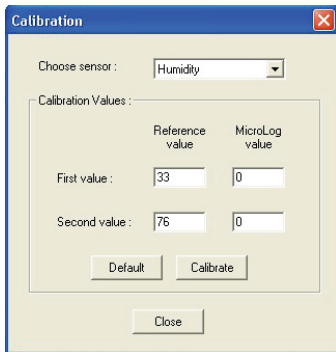 Calibration
Choose sensor : Humidity
Calibration Values :
Reference value MicroLog value
First value : 33 0
Second value : 76 0
Default Calibrate
Close